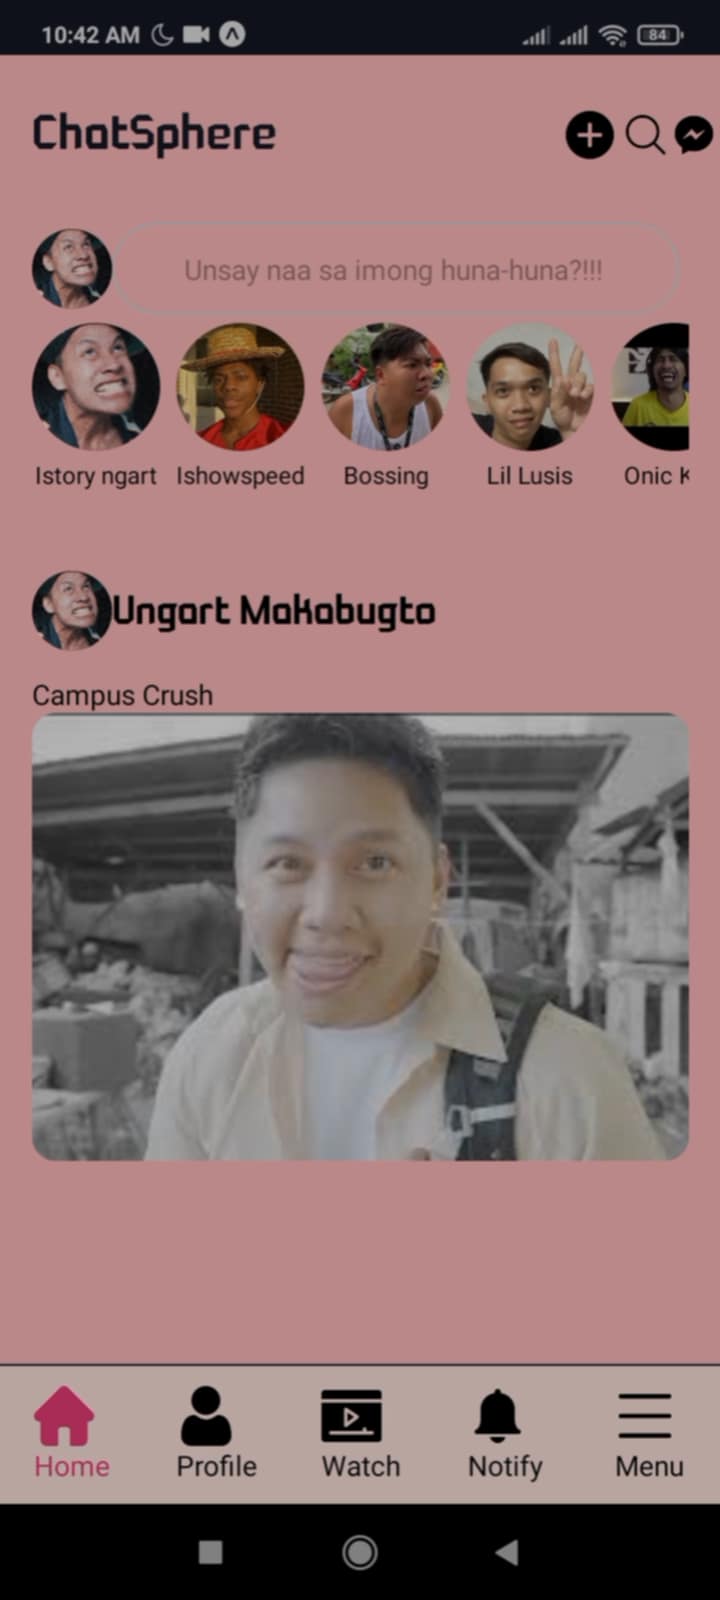 10:42 AM
84
ChatSphere
Unsay naa sa imong huna-huna?!!!
Istory ngart Ishowspeed Bossing Lil Lusis Onic K
Ungart Makabugto
Campus Crush
Home Profile Watch Notify Menu